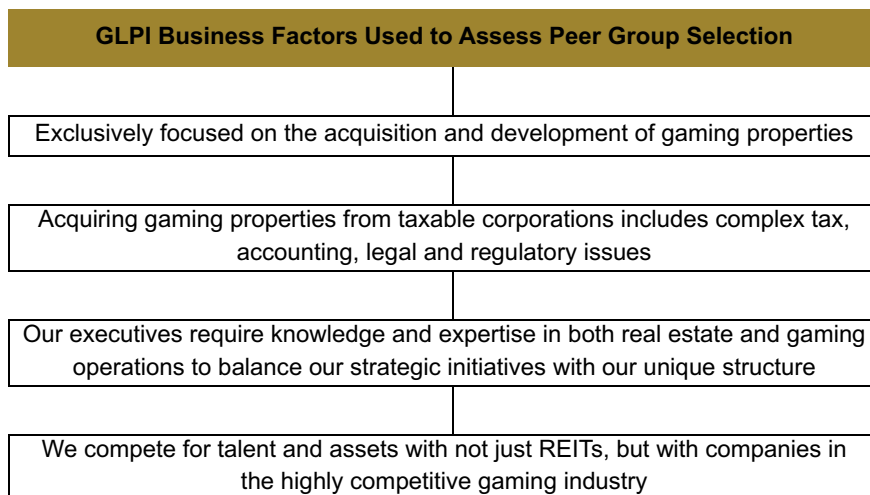 GLPI Business Factors Used to Assess Peer Group Selection
Exclusively focused on the acquisition and development of gaming properties
Acquiring gaming properties from taxable corporations includes complex tax,
accounting, legal and regulatory issues
Our executives require knowledge and expertise in both real estate and gaming
operations to balance our strategic initiatives with our unique structure
We compete for talent and assets with not just REITs, but with companies in
the highly competitive gaming industry